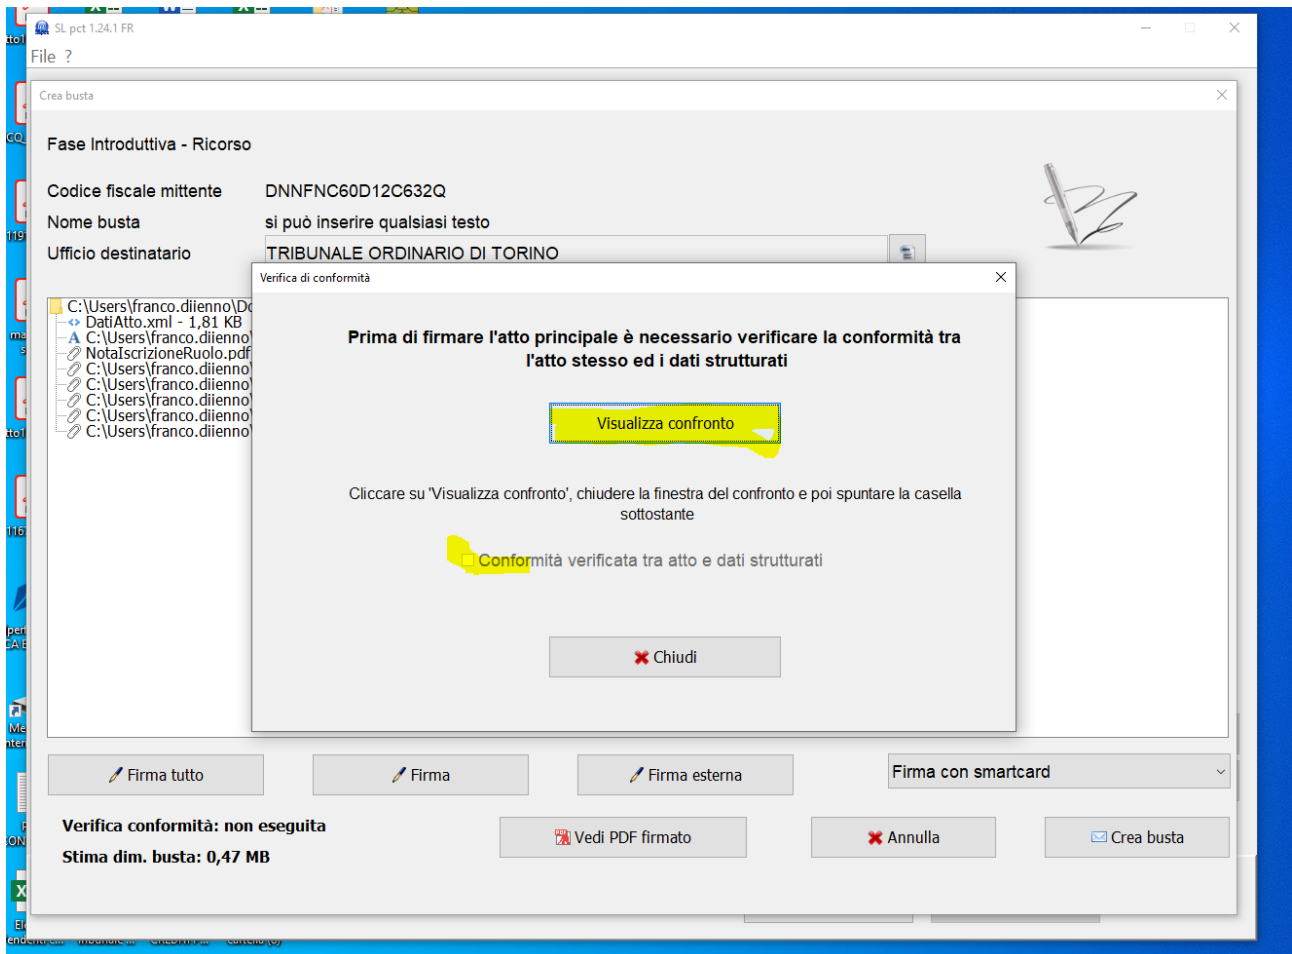 SL pct 1.24.1 FR
File ?
Crea busta
Fase Introduttiva - Ricorso
Codice fiscale mittente DNNFNC60D12C632Q
Nome busta si può inserire qualsiasi testo
Ufficio destinatario TRIBUNALE ORDINARIO DI TORINO
Verifica di conformità
C:\Users\franco.diienno\Do
DatiAtto.xml - 1,81 KB
C:\Users\franco.diienno\
NotaIscrizioneRuolo.pdf
C:\Users\franco.diienno\
C:\Users\franco.diienno\
C:\Users\franco.diienno\
C:\Users\franco.diienno\
C:\Users\franco.diienno\
Prima di firmare l'atto principale è necessario verificare la conformità tra
l'atto stesso ed i dati strutturati
Visualizza confronto
Cliccare su 'Visualizza confronto', chiudere la finestra del confronto e poi spuntare la casella
sottostante
Conformità verificata tra atto e dati strutturati
Chiudi
Firma tutto Firma Firma esterna Firma con smartcard
Verifica conformità: non eseguita
Vedi PDF firmato Annulla Crea busta
Stima dim. busta: 0,47 MB